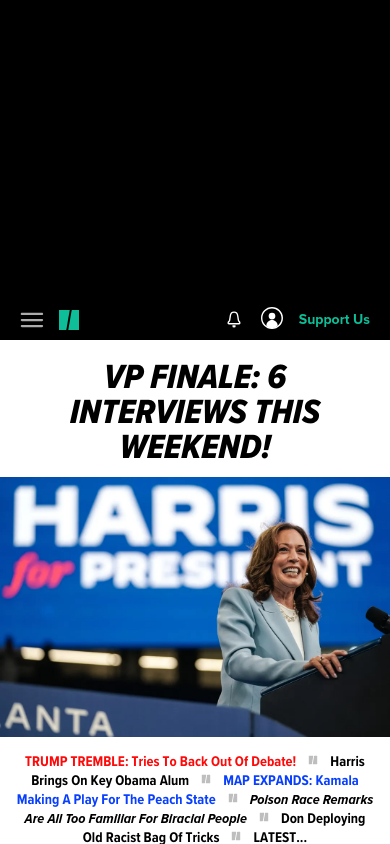 Support Us
VP FINALE: 6
INTERVIEWS THIS
WEEKEND!
HARRIS
for PRESIDENT
ANTA
TRUMP TREMBLE: Tries To Back Out Of Debate! Harris
Brings On Key Obama Alum MAP EXPANDS: Kamala
Making A Play For The Peach State Poison Race Remarks
Are All Too Familiar For Biracial People Don Deploying
Old Racist Bag Of Tricks LATEST...